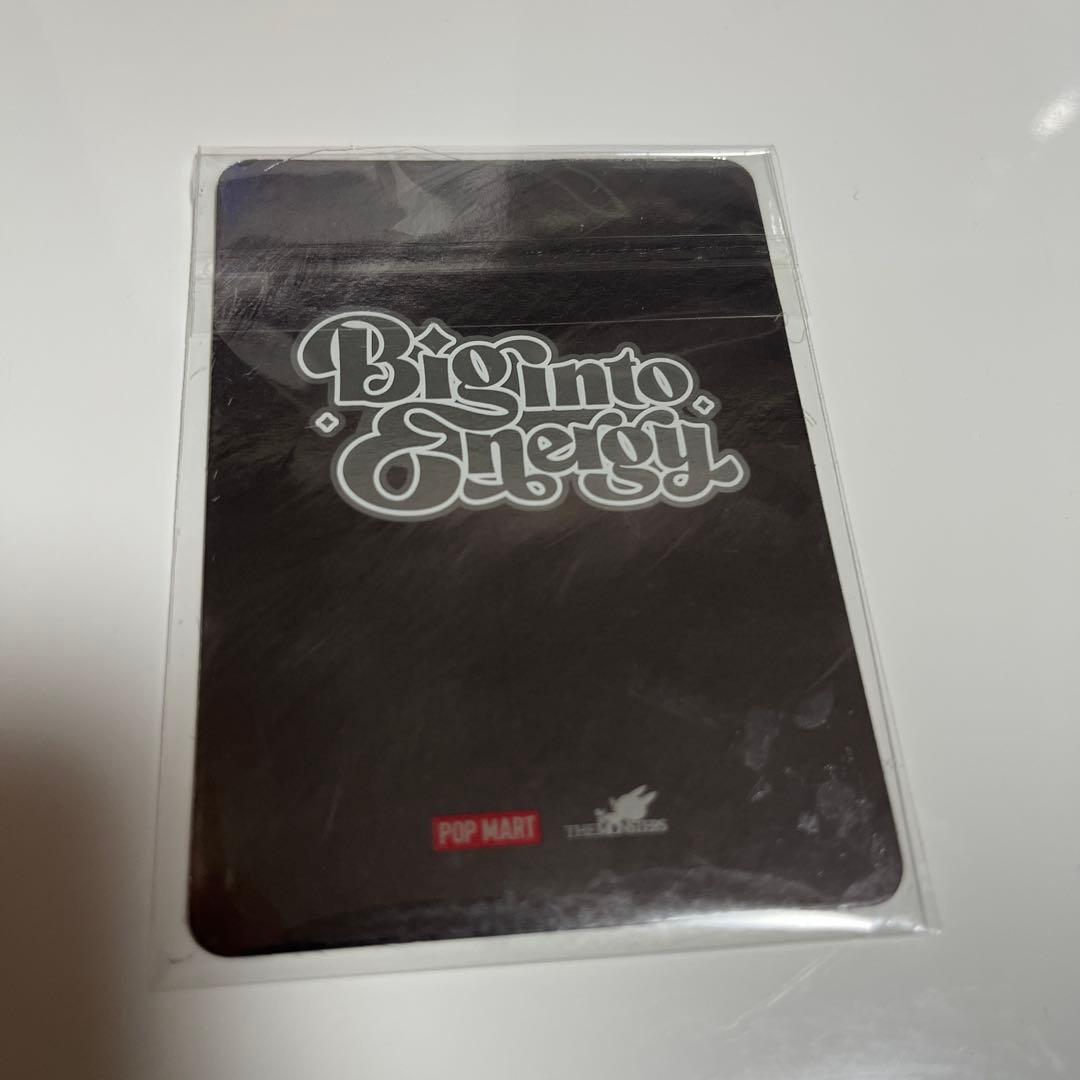 Big into
Energy
POP MART THE MONSTERS